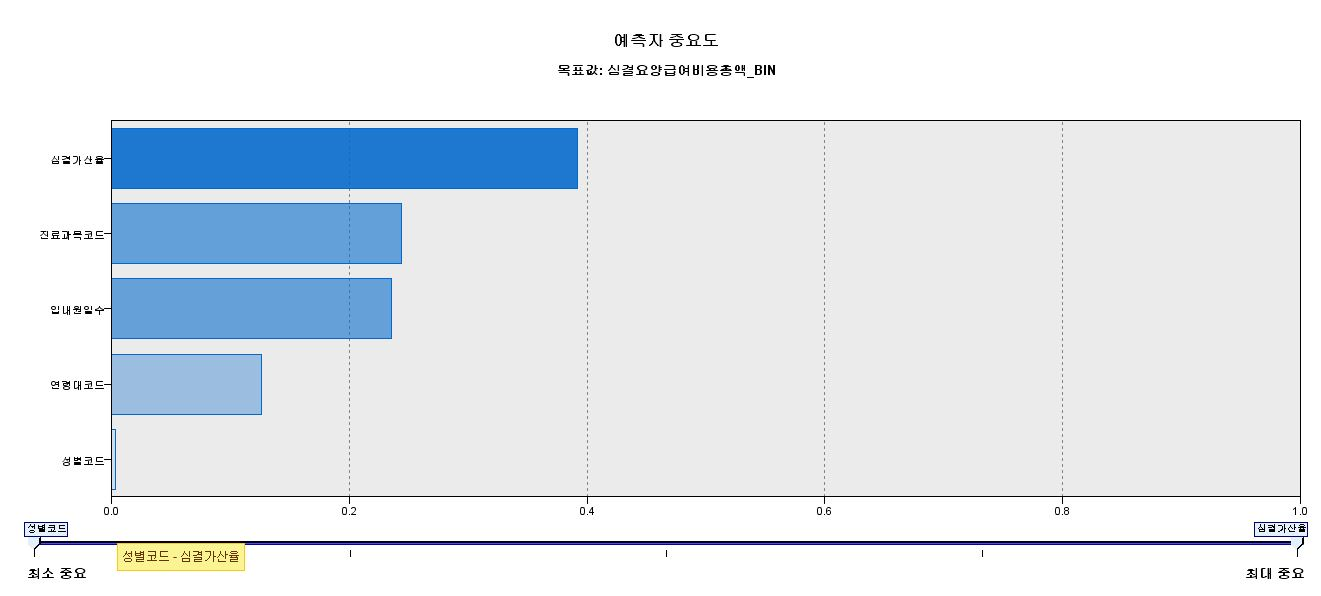 예측자 중요도
목표값: 심결요양급여비용총액_BIN
심결가산율
진료과목코드
입내원일수
연령대코드
성별코드
0.0 0.2 0.4 0.6 0.8 1.0
성별코드 심결가산율
성별코드 - 심결가산율
최소 중요 최대 중요